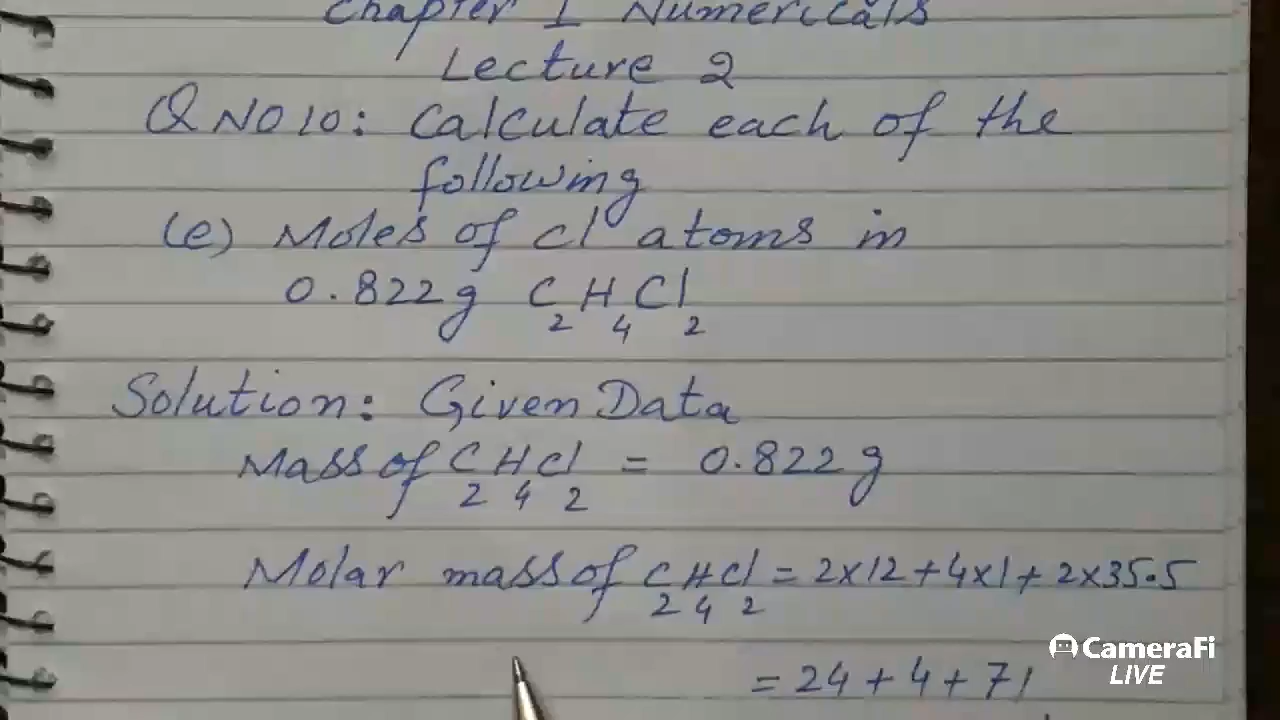 Chapter 1 Numericals
Lecture 2
Q NO 10: Calculate each of the
following
(e) Moles of Cl atoms in
0.822g C₂H₄Cl₂
Solution: Given Data
Mass of C₂H₄Cl₂ = 0.822g
Molar mass of C₂H₄Cl₂ = 2x12+4x1+2x35.5
= 24+4+71
CameraFi
LIVE